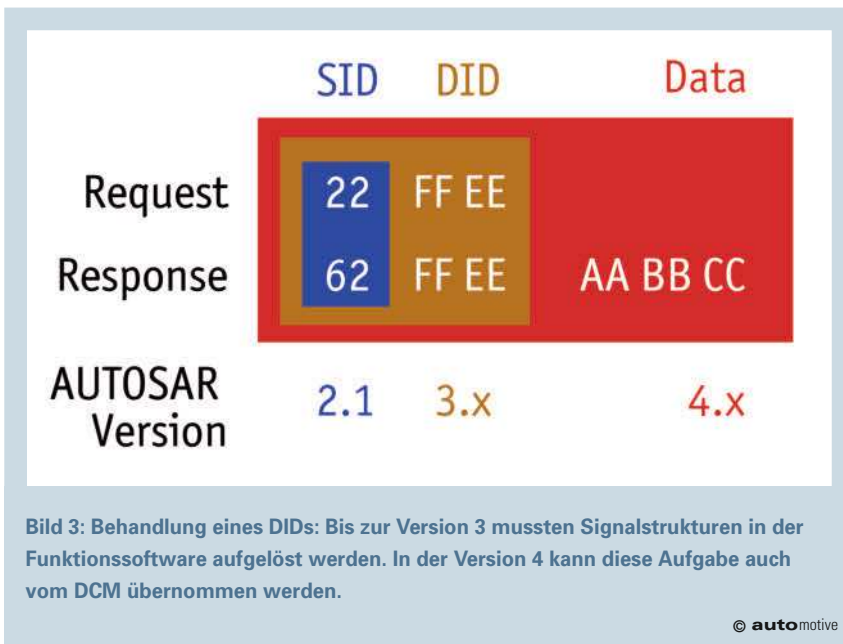 SID DID Data
Request 22 FF EE
Response 62 FF EE AA BB CC
AUTOSAR
Version 2.1 3.x 4.x
Bild 3: Behandlung eines DIDs: Bis zur Version 3 mussten Signalstrukturen in der
Funktionssoftware aufgelöst werden. In der Version 4 kann diese Aufgabe auch
vom DCM übernommen werden.
© automotive